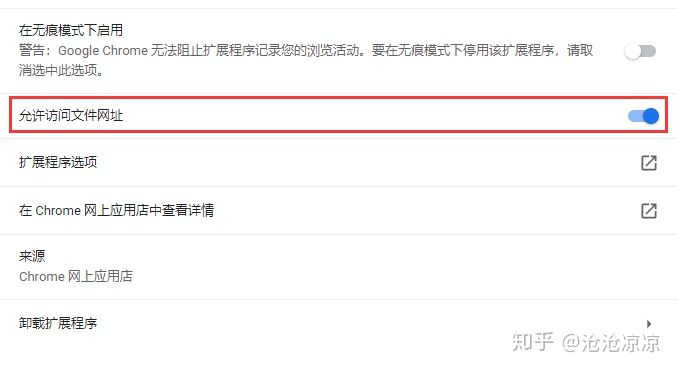 在无痕模式下启用
警告：Google Chrome 无法阻止扩展程序记录您的浏览活动。要在无痕模式下停用该扩展程序，请取
消选中此选项。
允许访问文件网址
扩展程序选项
在 Chrome 网上应用店中查看详情
来源
Chrome 网上应用店
卸载扩展程序
知乎 @沧沧凉凉